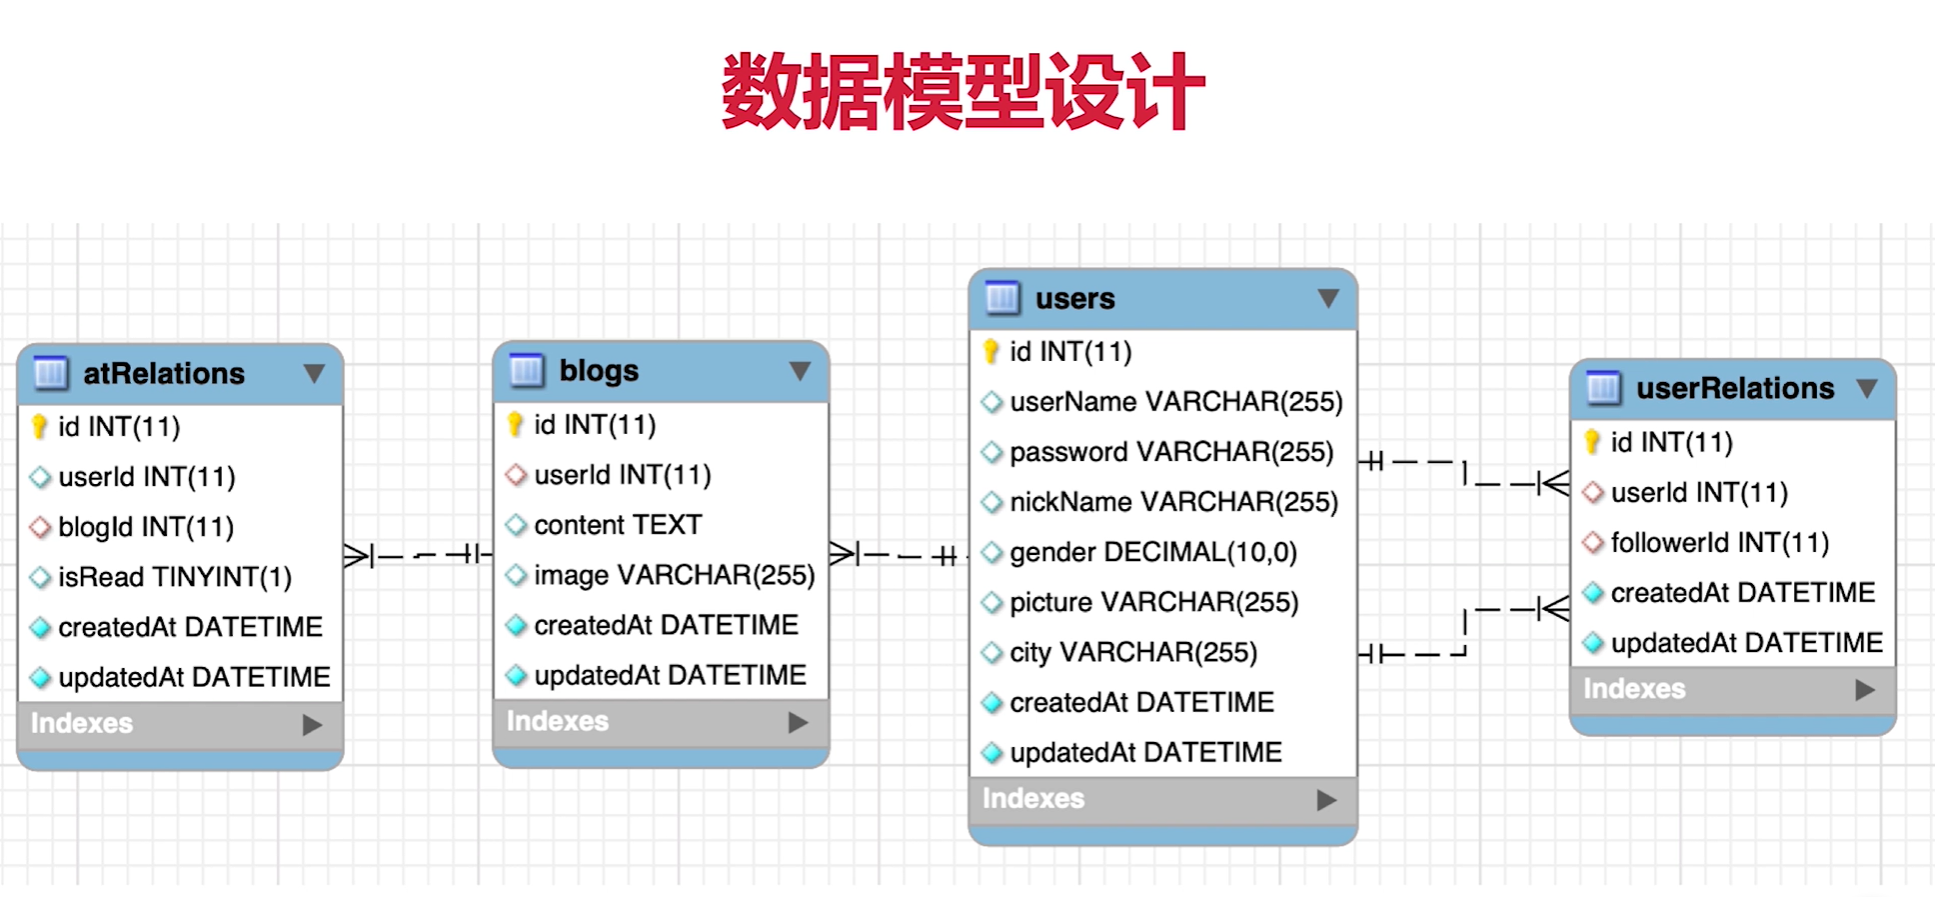 数据模型设计
atRelations
id INT(11)
userId INT(11)
blogId INT(11)
isRead TINYINT(1)
createdAt DATETIME
updatedAt DATETIME
Indexes
blogs
id INT(11)
userId INT(11)
content TEXT
image VARCHAR(255)
createdAt DATETIME
updatedAt DATETIME
Indexes
users
id INT(11)
userName VARCHAR(255)
password VARCHAR(255)
nickName VARCHAR(255)
gender DECIMAL(10,0)
picture VARCHAR(255)
city VARCHAR(255)
createdAt DATETIME
updatedAt DATETIME
Indexes
userRelations
id INT(11)
userId INT(11)
followerId INT(11)
createdAt DATETIME
updatedAt DATETIME
Indexes